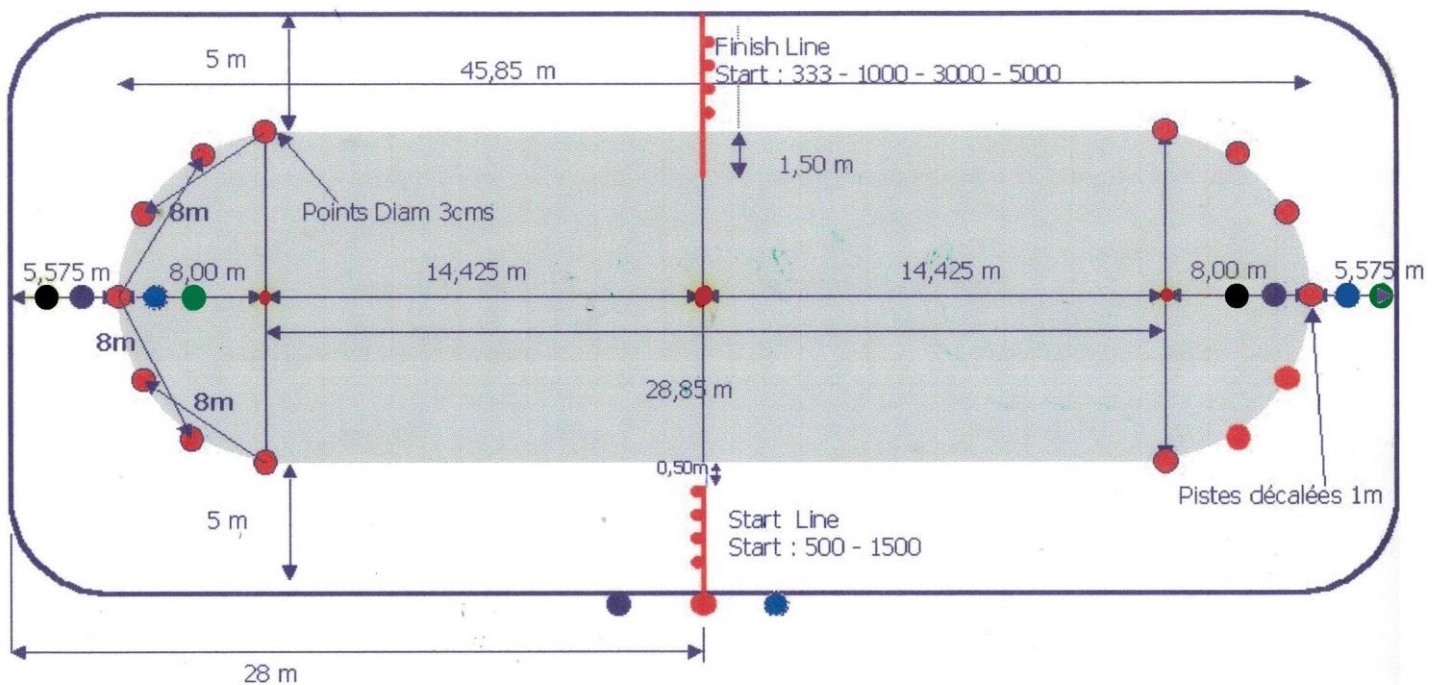 5 m
Finish Line
45,85 m
Start : 333 - 1000 - 3000 - 5000
1,50 m
8m
Points Diam 3cms
5,575 m
8,00 m
14,425 m
14,425 m
8,00 m
5,575 m
8m
28,85 m
8m
0,50m
Pistes décalées 1m
5 m
Start Line
Start : 500 - 1500
28 m